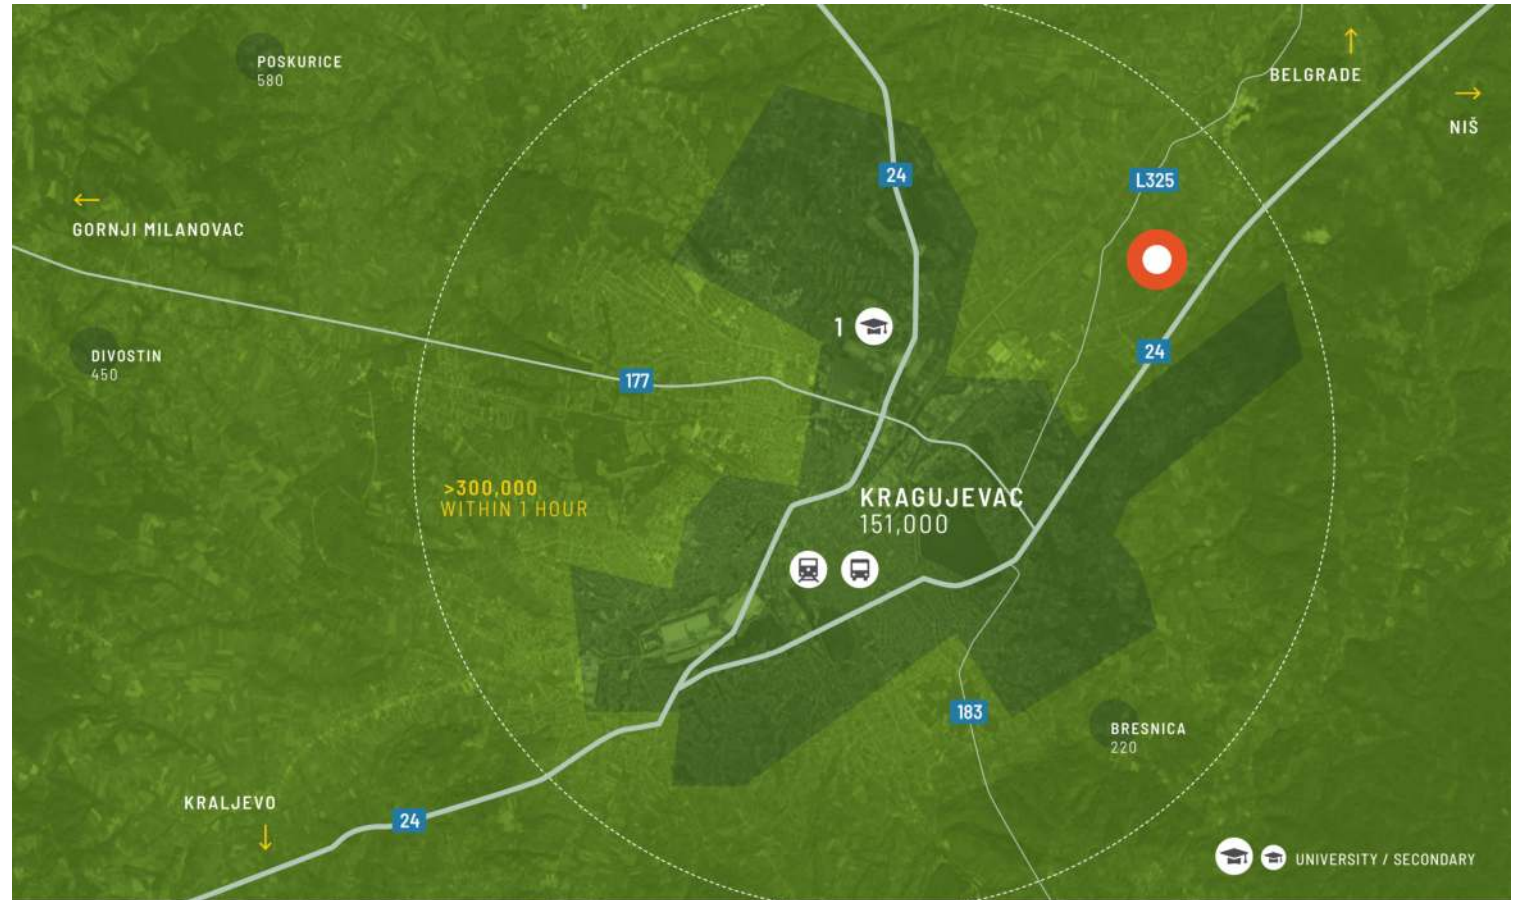 POSKURICE
580
BELGRADE
NIŠ
24
L325
GORNJI MILANOVAC
1
DIVOSTIN
450
24
177
>300,000
WITHIN 1 HOUR
KRAGUJEVAC
151,000
183
BRESNICA
220
KRALJEVO
24
UNIVERSITY / SECONDARY